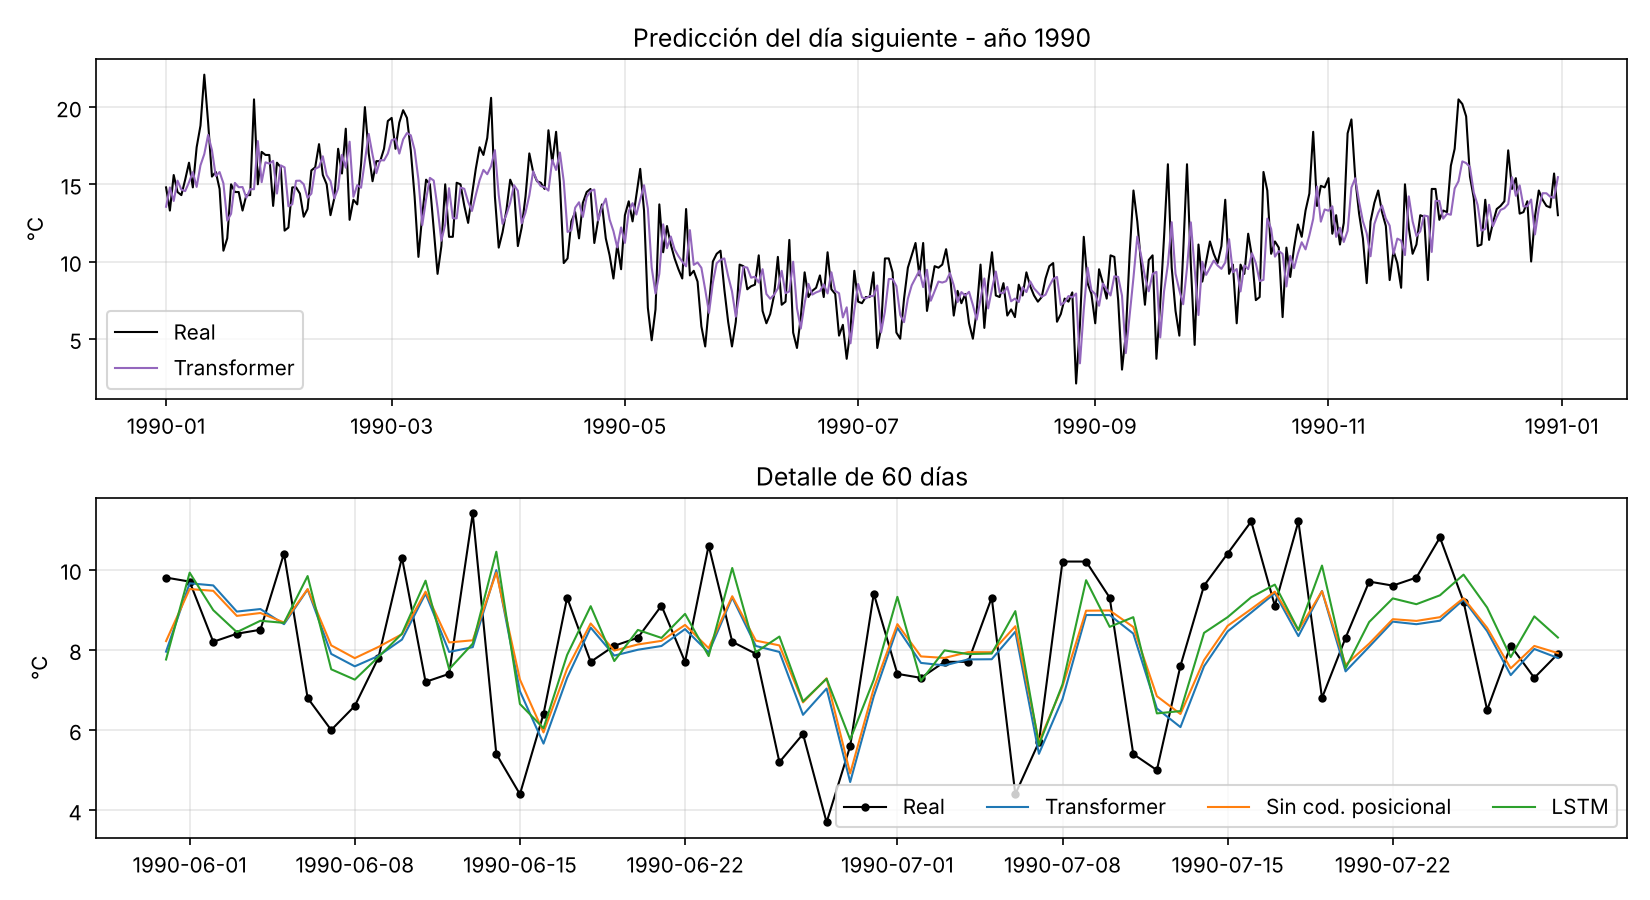 Predicción del día siguiente - año 1990
°C
20
15
10
5
Real
Transformer
1990-01 1990-03 1990-05 1990-07 1990-09 1990-11 1991-01
Detalle de 60 días
°C
10
8
6
4
Real Transformer Sin cod. posicional LSTM
1990-06-01 1990-06-08 1990-06-15 1990-06-22 1990-07-01 1990-07-08 1990-07-15 1990-07-22